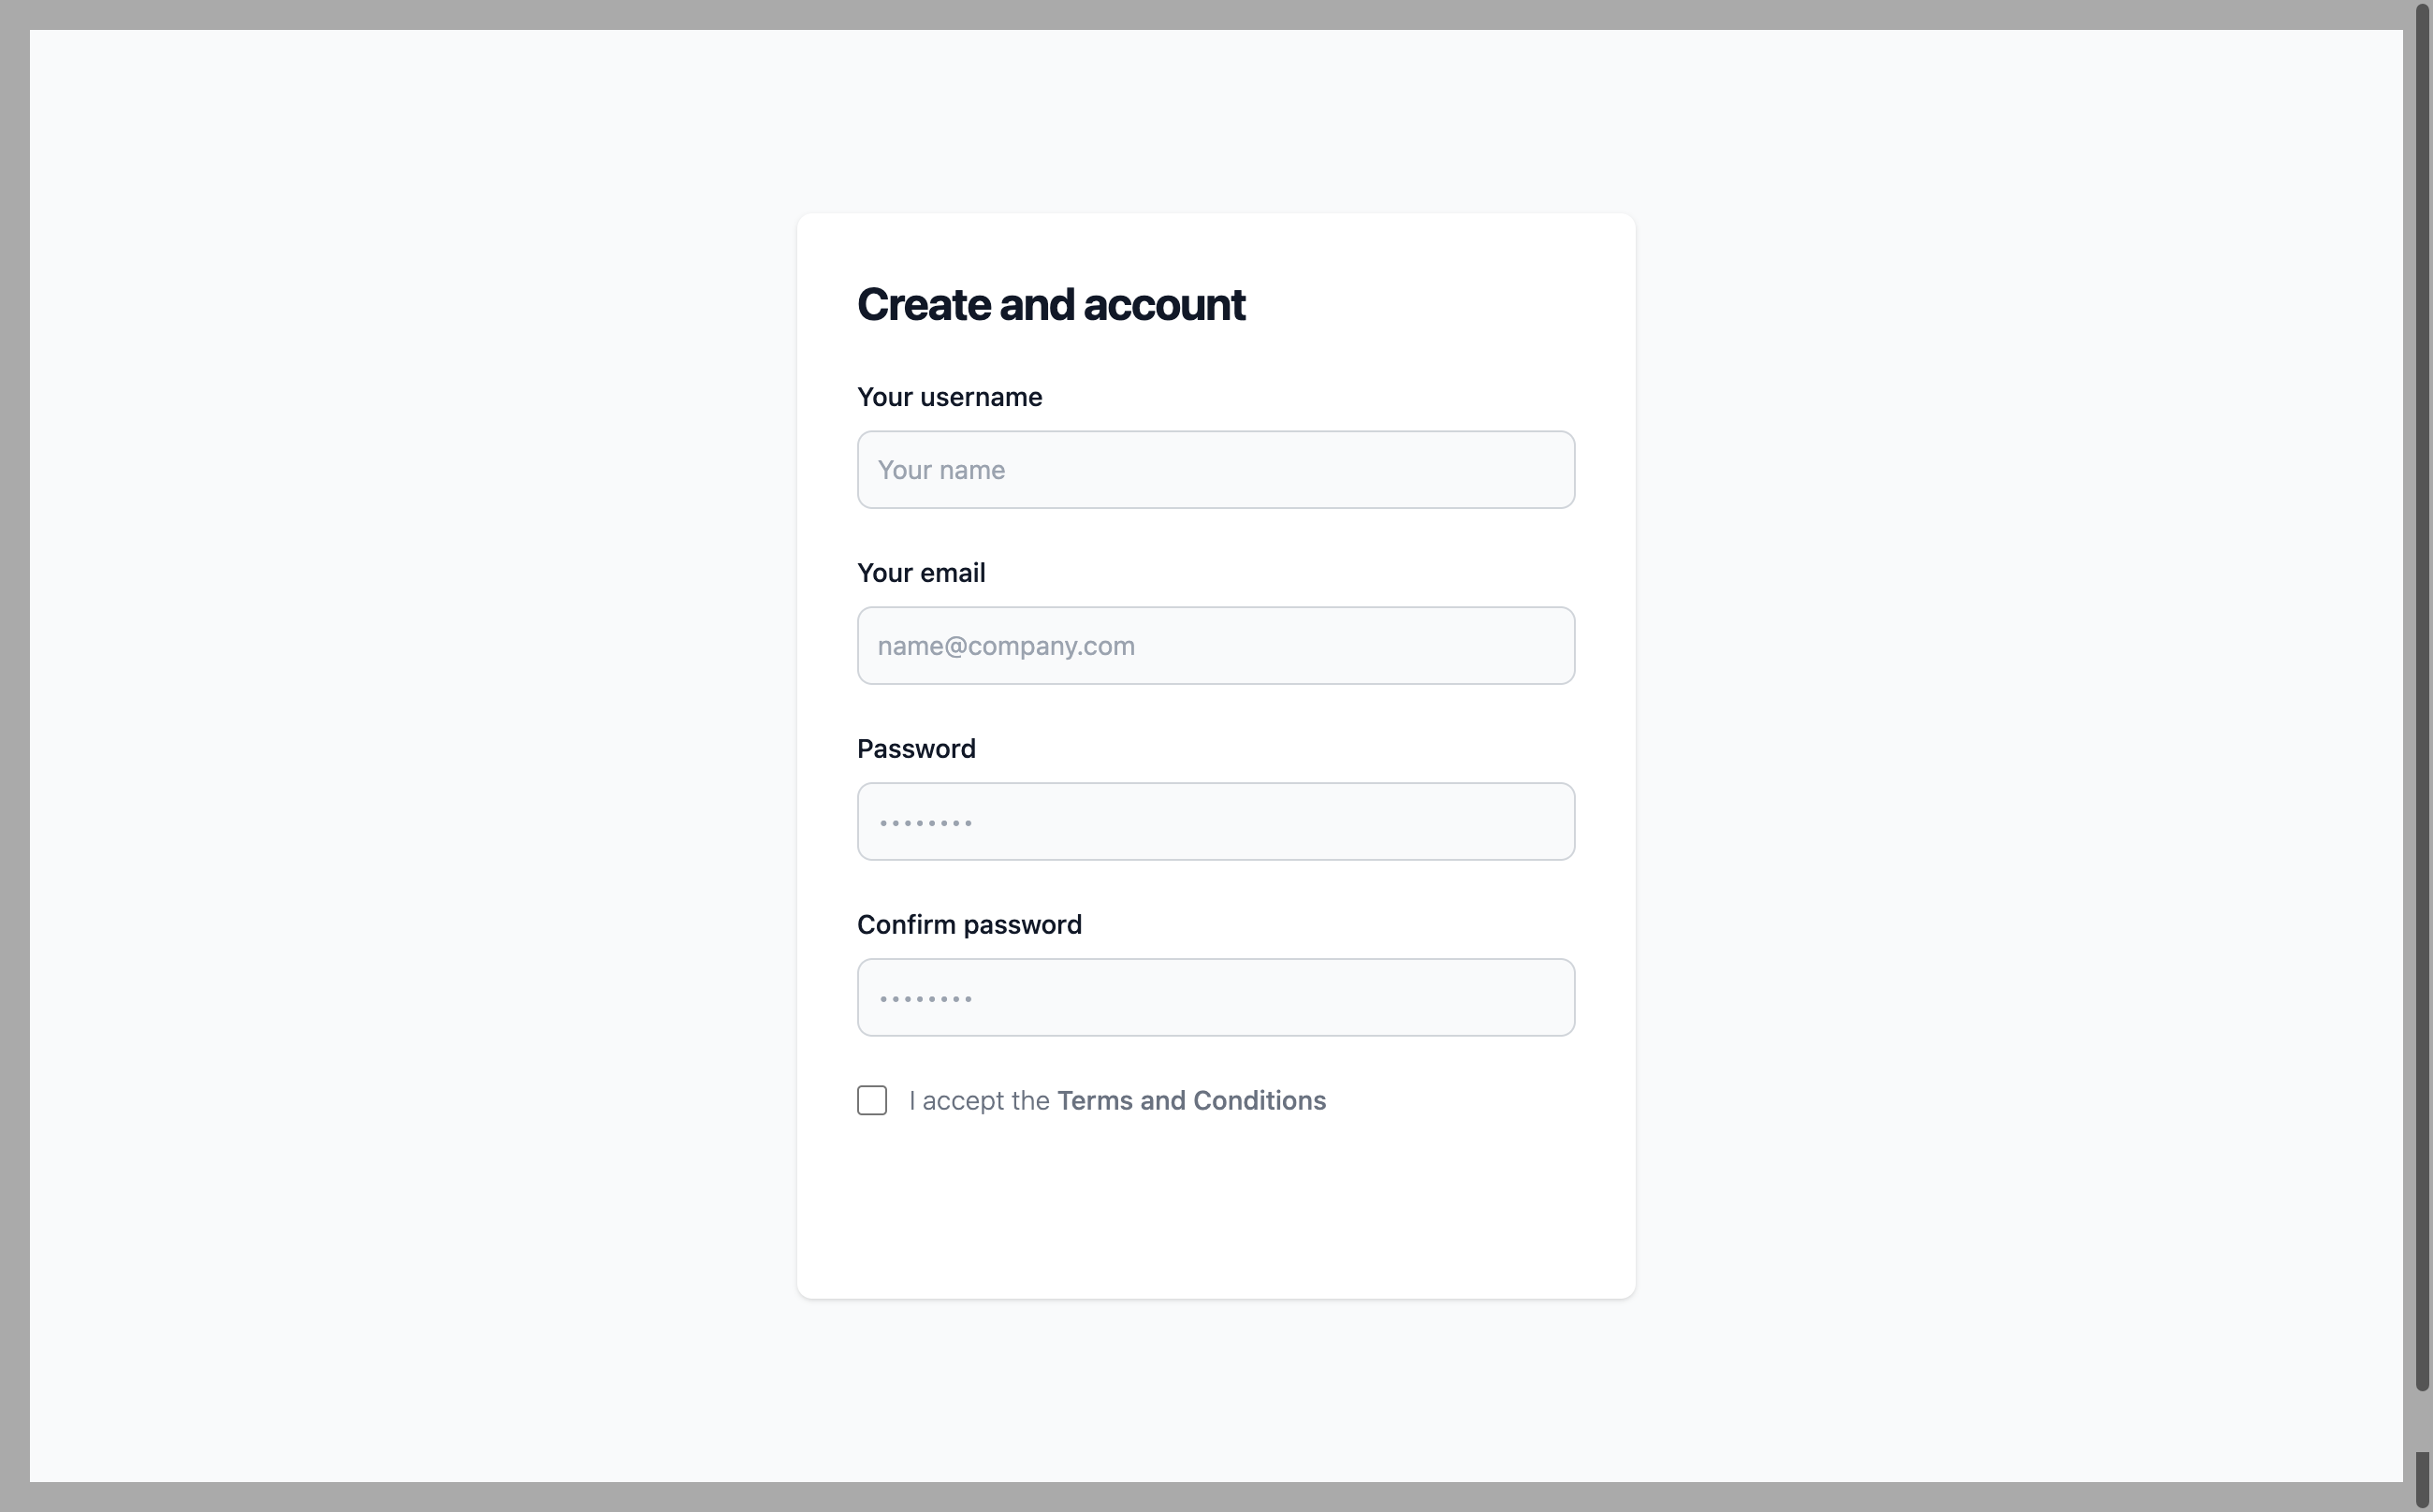 Create and account
Your username
Your name
Your email
name@company.com
Password
••••••••
Confirm password
••••••••
I accept the Terms and Conditions